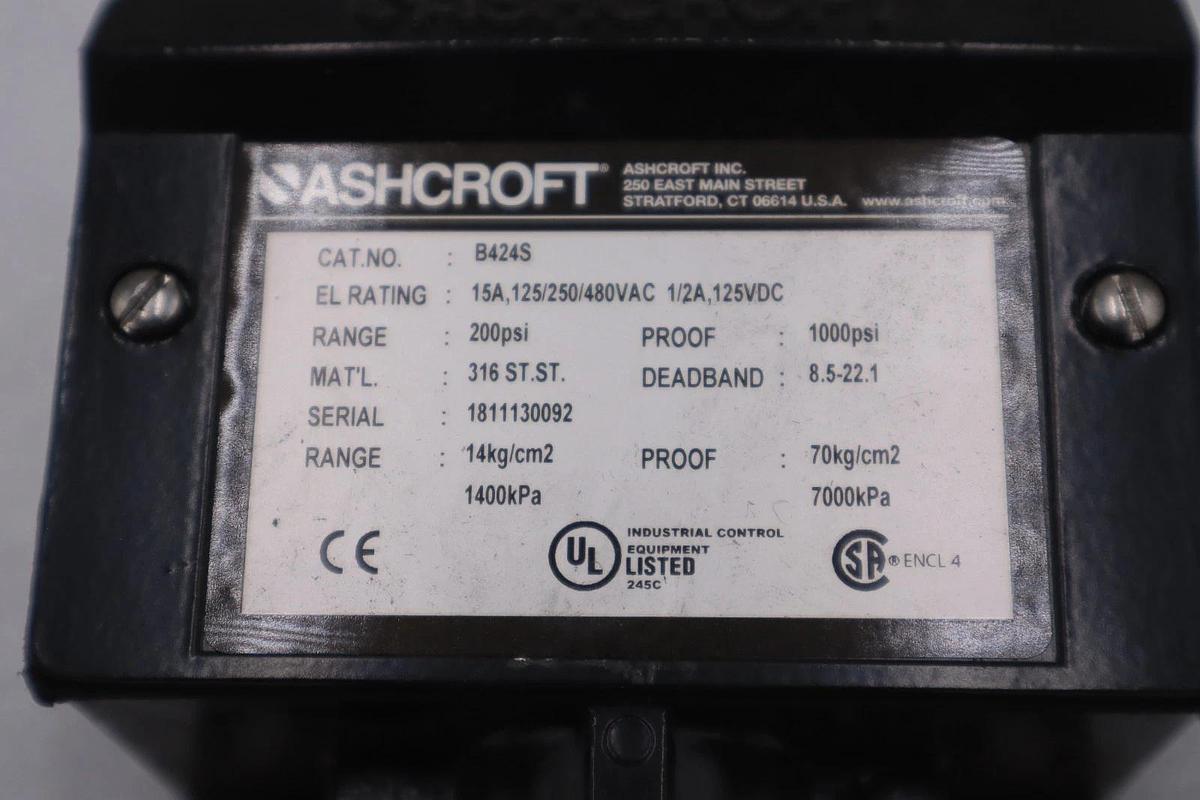 ASHCROFT®
ASHCROFT INC.
250 EAST MAIN STREET
STRATFORD, CT 06614 U.S.A. www.ashcroft.com
CAT.NO. : B424S
EL RATING : 15A,125/250/480VAC 1/2A,125VDC
RANGE : 200psi PROOF : 1000psi
MAT'L. : 316 ST.ST. DEADBAND : 8.5-22.1
SERIAL : 1811130092
RANGE : 14kg/cm2 PROOF : 70kg/cm2
1400kPa 7000kPa
CE
UL
INDUSTRIAL CONTROL
EQUIPMENT
LISTED
245C
CSA ® ENCL 4